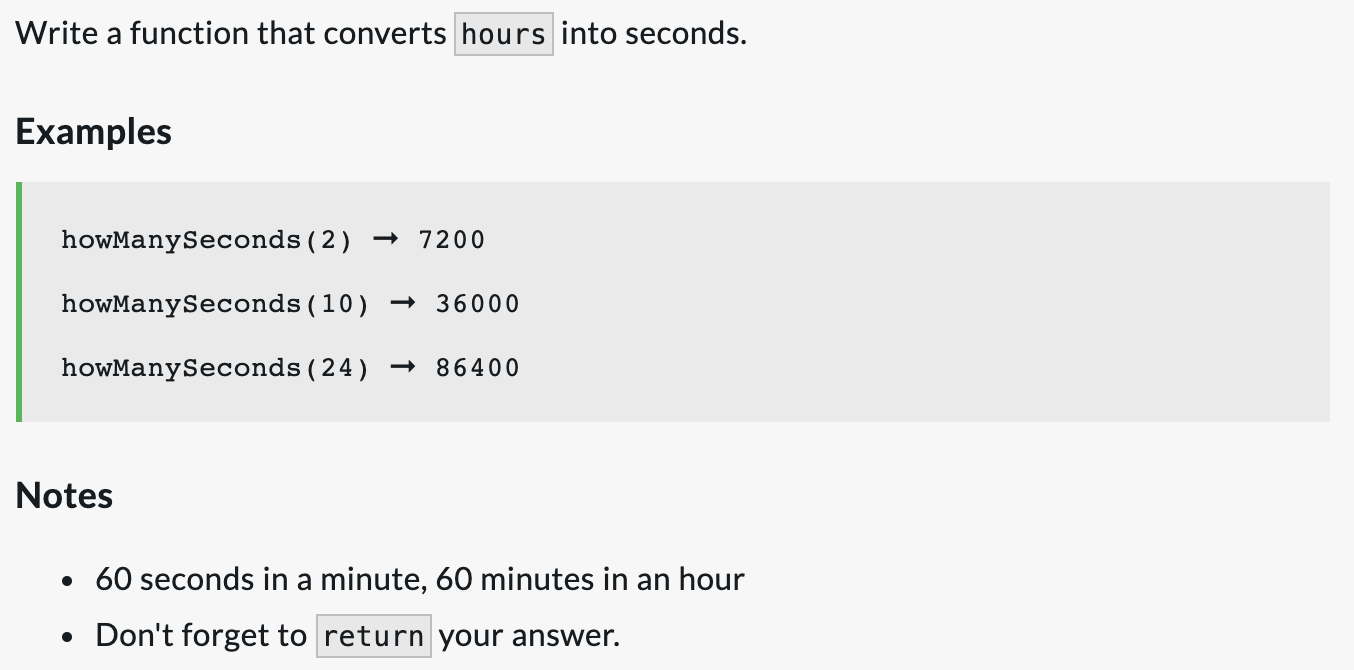 Write a function that converts hours into seconds.
Examples
howManySeconds(2) ➞ 7200
howManySeconds(10) ➞ 36000
howManySeconds(24) ➞ 86400
Notes
• 60 seconds in a minute, 60 minutes in an hour
• Don't forget to return your answer.